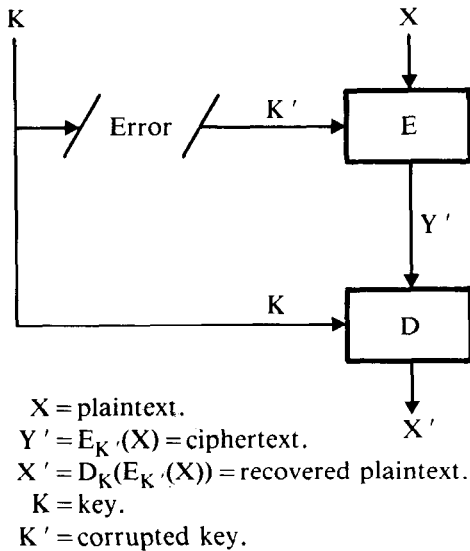 K
X
Error
K '
E
Y '
K
D
X '
X = plaintext.
Y ' = E_K '(X) = ciphertext.
X ' = D_K(E_K '(X)) = recovered plaintext.
K = key.
K ' = corrupted key.